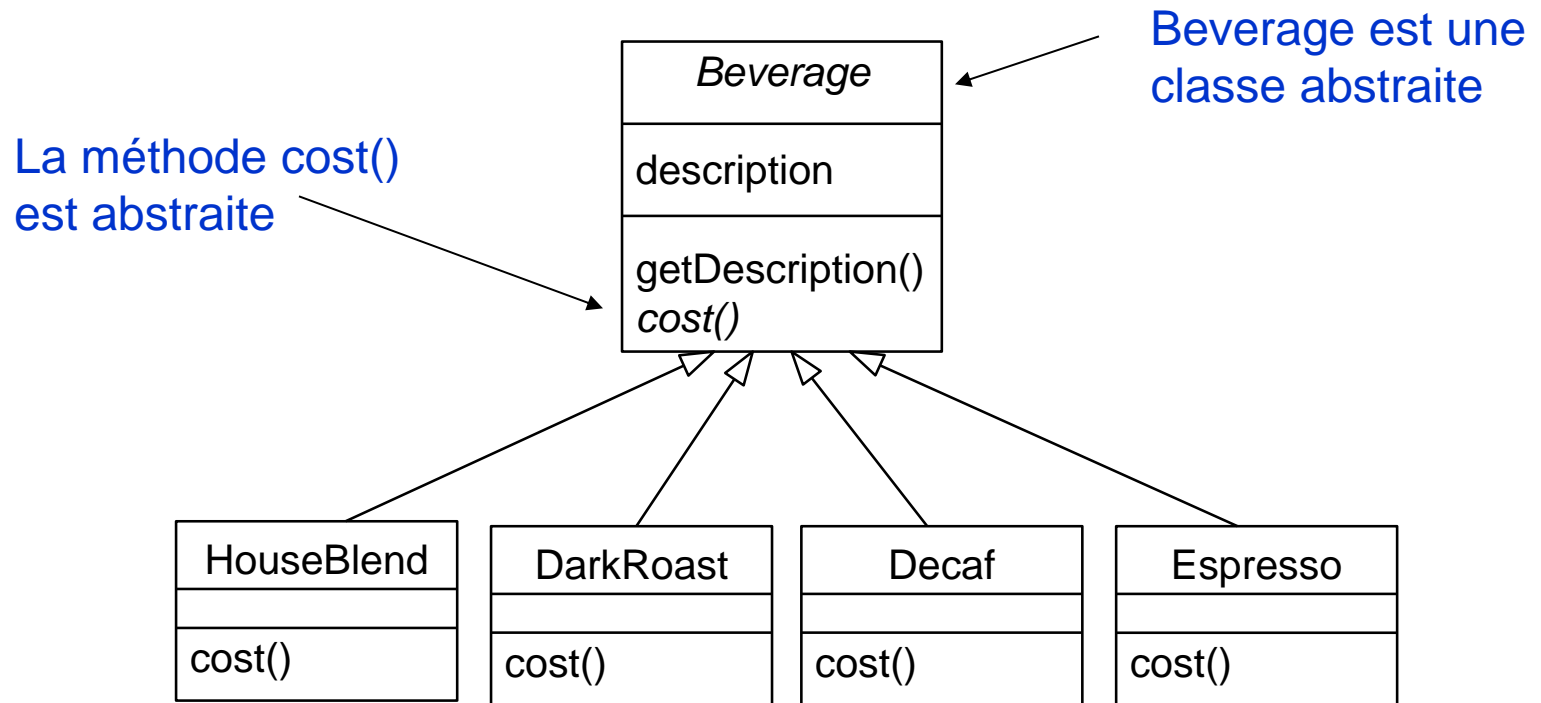 Beverage est une
classe abstraite
La méthode cost()
est abstraite
Beverage
description
getDescription()
cost()
HouseBlend
cost()
DarkRoast
cost()
Decaf
cost()
Espresso
cost()